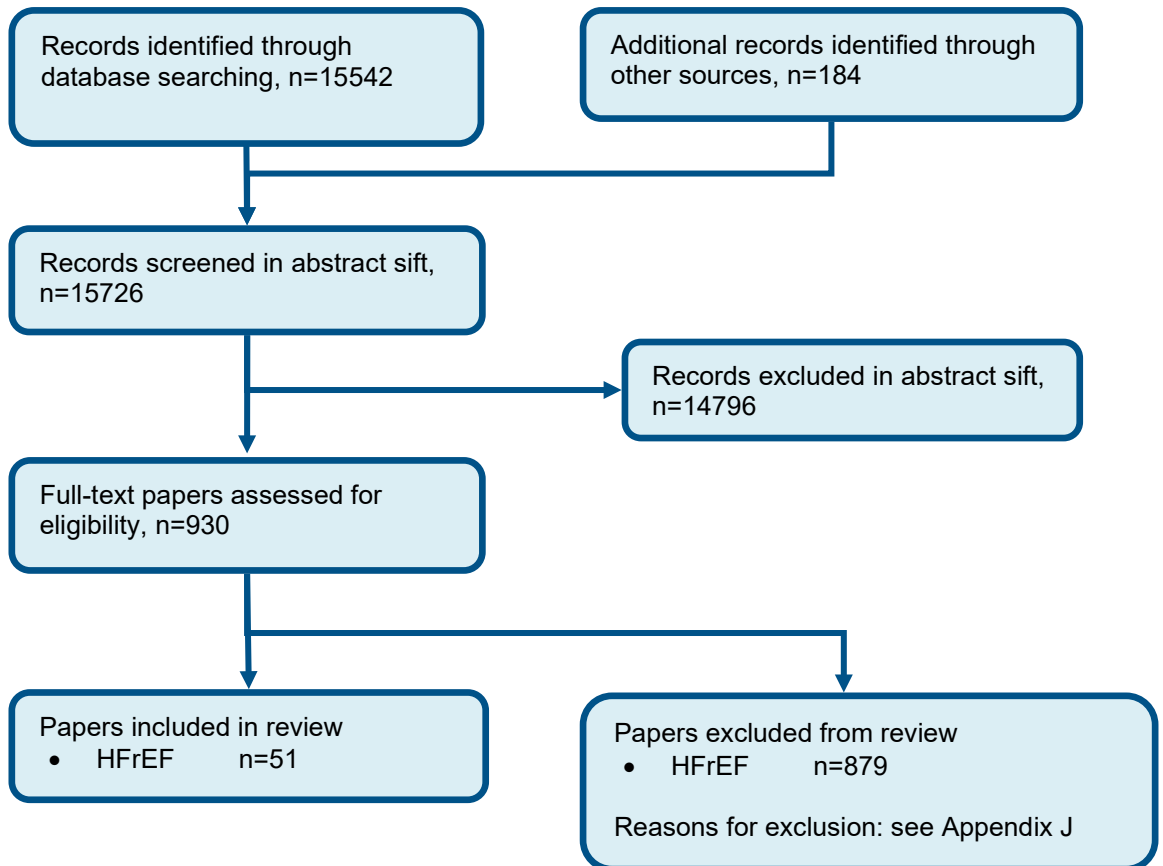 Records identified through
database searching, n=15542
Additional records identified through
other sources, n=184
Records screened in abstract sift,
n=15726
Records excluded in abstract sift,
n=14796
Full-text papers assessed for
eligibility, n=930
Papers included in review
• HFrEF n=51
Papers excluded from review
• HFrEF n=879
Reasons for exclusion: see Appendix J